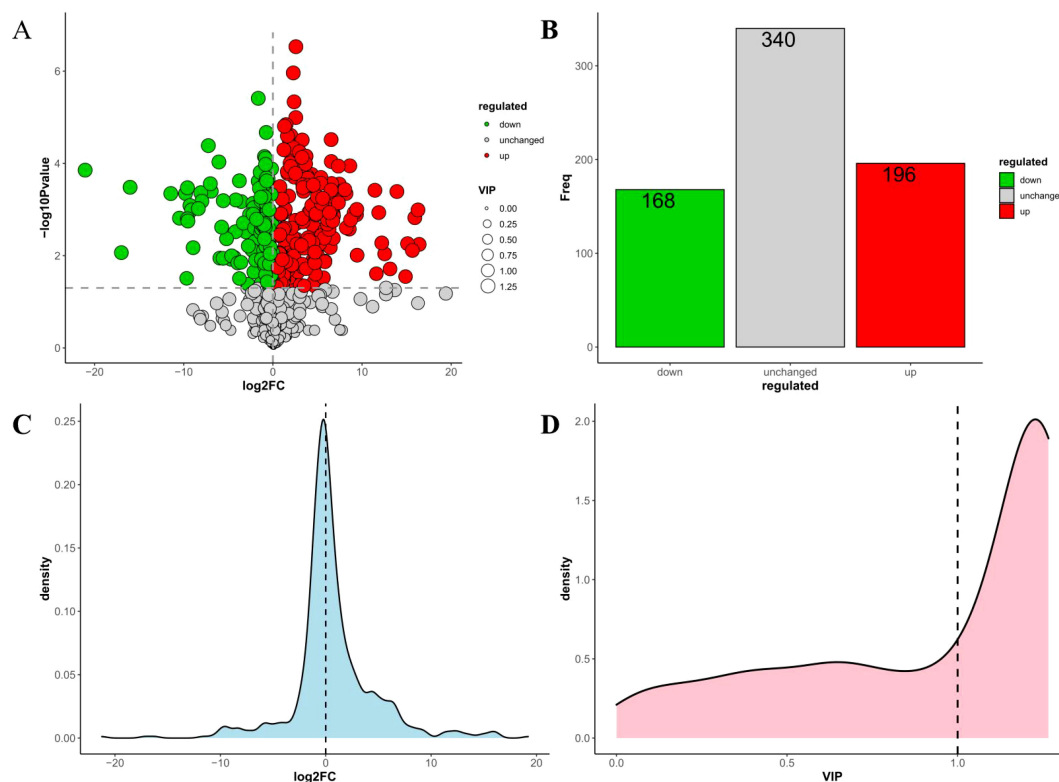 A
−log10Pvalue
6
4
2
0
−20
−10
0
10
20
log2FC
regulated
down
unchanged
up
VIP
0.00
0.25
0.50
0.75
1.00
1.25
B
Freq
300
200
100
0
168
340
196
down
unchanged
up
regulated
regulated
down
unchange
up
C
density
0.25
0.20
0.15
0.10
0.05
0.00
−20
−10
0
10
20
log2FC
D
density
2.0
1.5
1.0
0.5
0.0
0.0
0.5
1.0
VIP